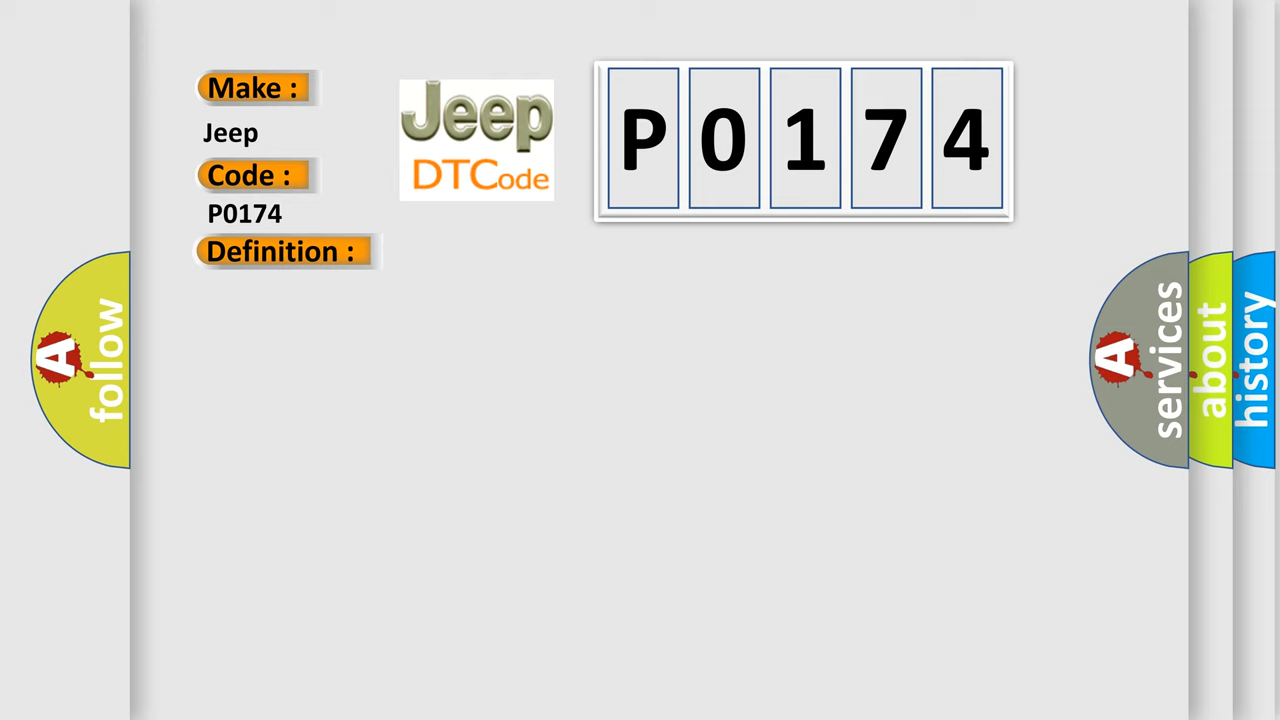 Make :
Jeep
Code :
P0174
Definition :
Jeep
DTCode
P 0 1 7 4
A follow
A services
about
history